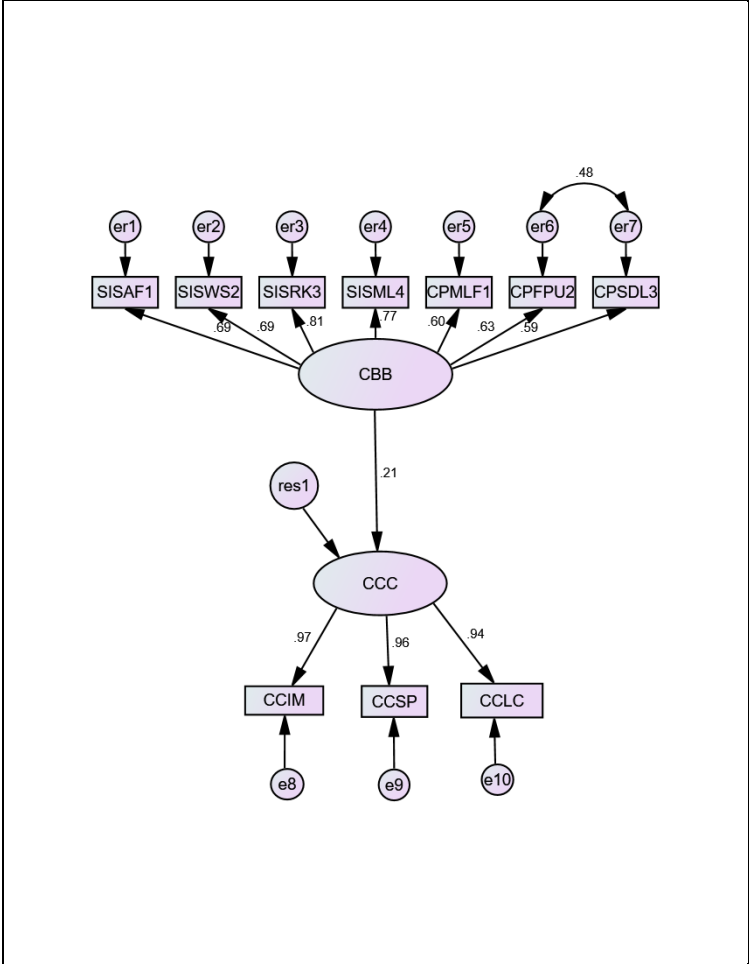 .48
er1 er2 er3 er4 er5 er6 er7
SISAF1 SISWS2 SISRK3 SISML4 CPMLF1 CPFPU2 CPSDL3
.69 .69 .81 .77 .60 .63 .59
CBB
.21
res1
CCC
.97 .96 .94
CCIM CCSP CCLC
e8 e9 e10